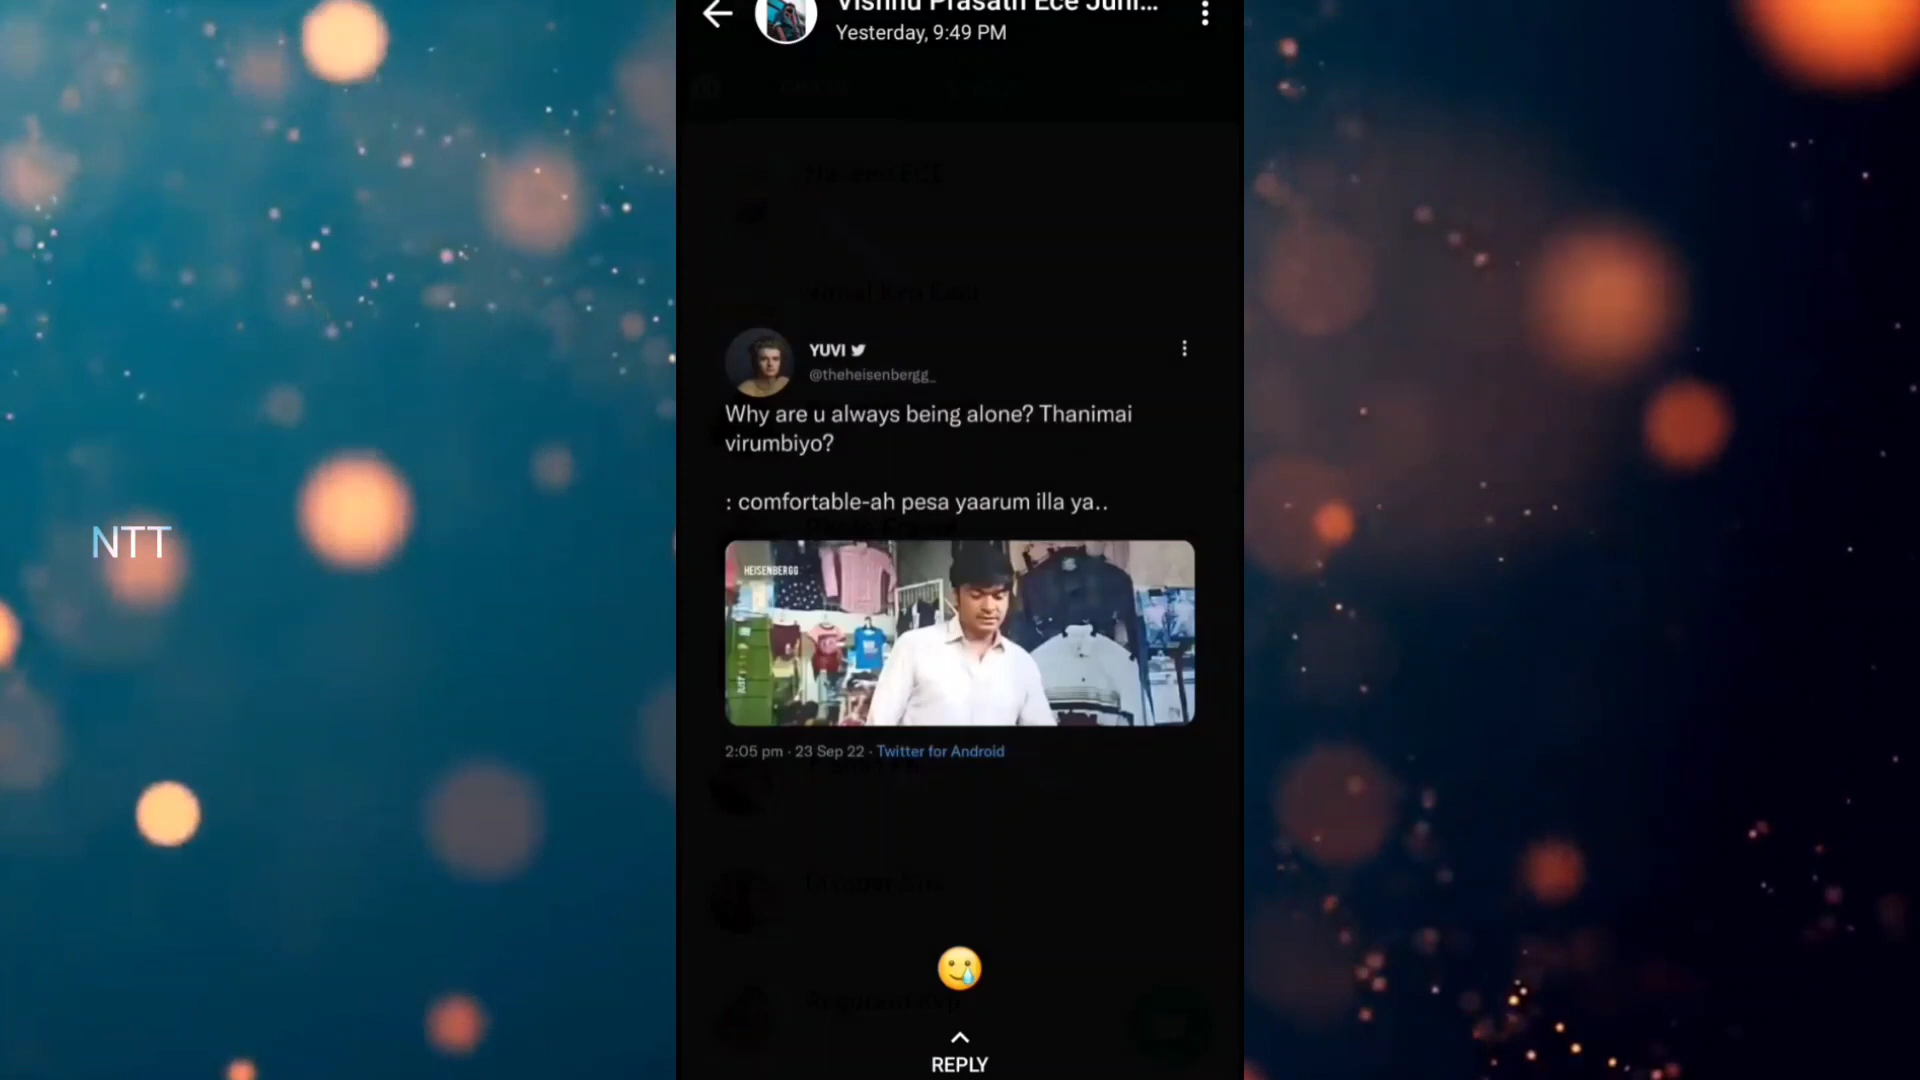 Vishnu Prasath Ece Juni...
Yesterday, 9:49 PM
YUVI
@theheisenbergg_
Why are u always being alone? Thanimai
virumbiyo?
: comfortable-ah pesa yaarum illa ya..
NTT
HEISENBERGG
2:05 pm · 23 Sep 22 · Twitter for Android
REPLY